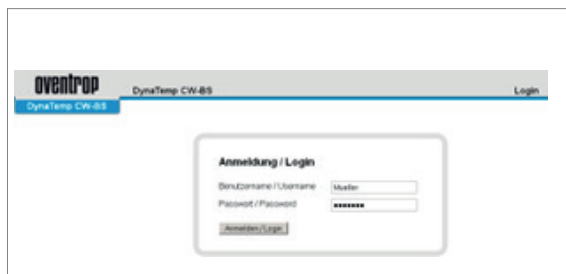 oventrop
DynaTemp CW-BS Login
DynaTemp CW-BS
Anmeldung / Login
Benutzername / Username Mueller
Passwort / Password •••••••
Anmelden / Login